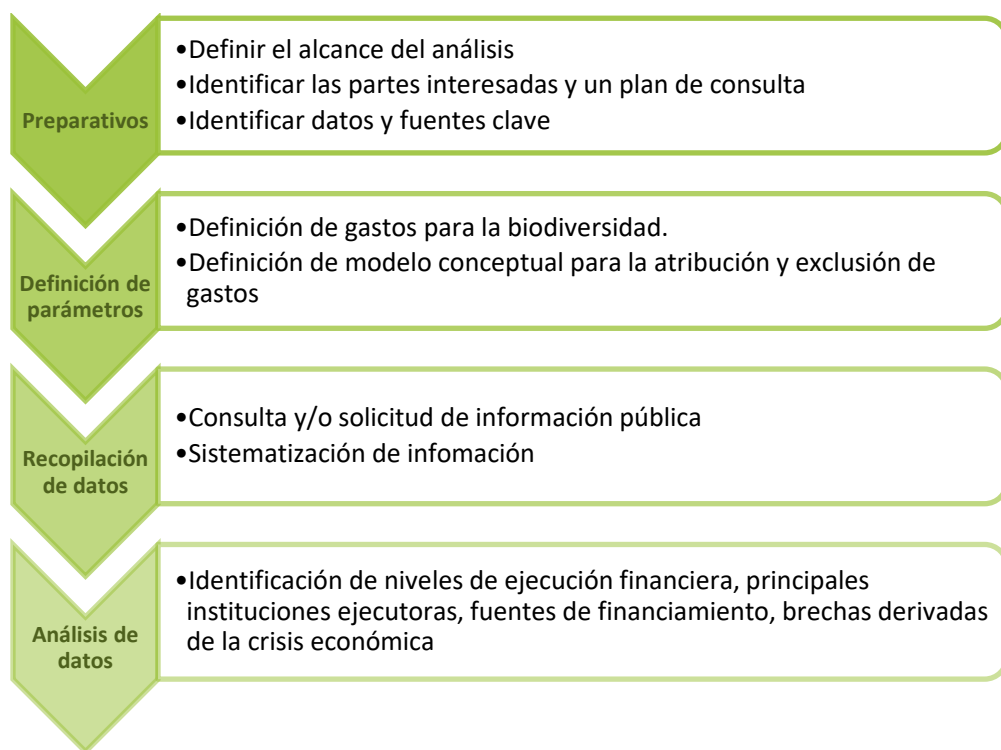 Preparativos
•Definir el alcance del análisis
•Identificar las partes interesadas y un plan de consulta
•Identificar datos y fuentes clave
Definición de
parámetros
•Definición de gastos para la biodiversidad.
•Definición de modelo conceptual para la atribución y exclusión de
gastos
Recopilación
de datos
•Consulta y/o solicitud de información pública
•Sistematización de infomación
Análisis de
datos
•Identificación de niveles de ejecución financiera, principales
instituciones ejecutoras, fuentes de financiamiento, brechas derivadas
de la crisis económica